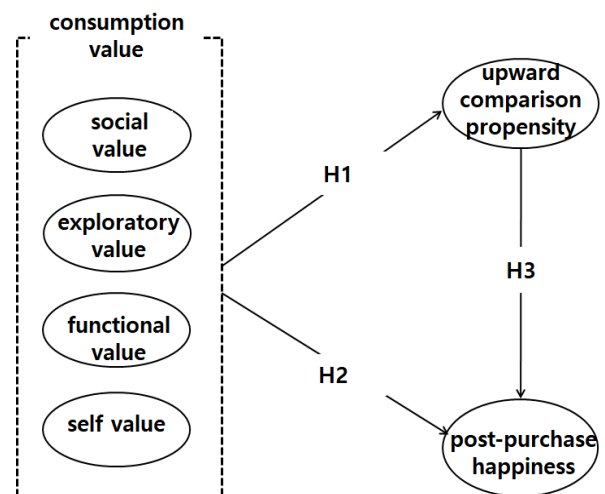 consumption
value
social
value
exploratory
value
functional
value
self value
H1
H2
upward
comparison
propensity
H3
post-purchase
happiness